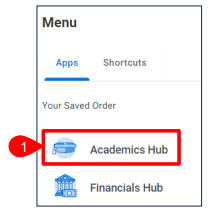 Menu
Apps Shortcuts
Your Saved Order
1 Academics Hub
Financials Hub